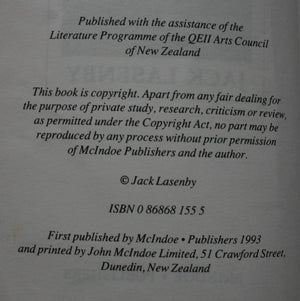 Published with the assistance of the
Literature Programme of the QEII Arts Council
of New Zealand
This book is copyright. Apart from any fair dealing for
the purpose of private study, research, criticism or review,
as permitted under the Copyright Act, no part may be
reproduced by any process without prior permission
of McIndoe Publishers and the author.
© Jack Lasenby
ISBN 0 86868 155 5
First published by McIndoe • Publishers 1993
and printed by John McIndoe Limited, 51 Crawford Street,
Dunedin, New Zealand